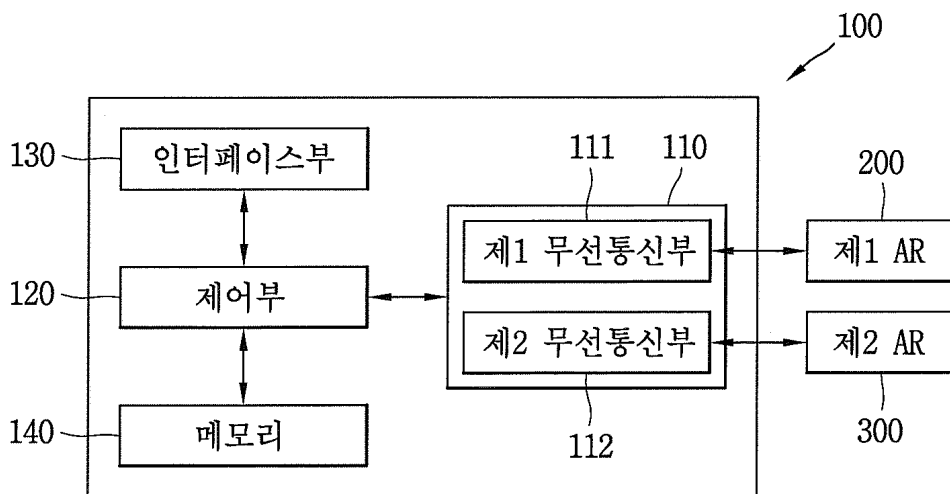 100
130 인터페이스부
111 110 200
제1 무선통신부 제1 AR
120 제어부
제2 무선통신부 제2 AR
140 메모리
112 300